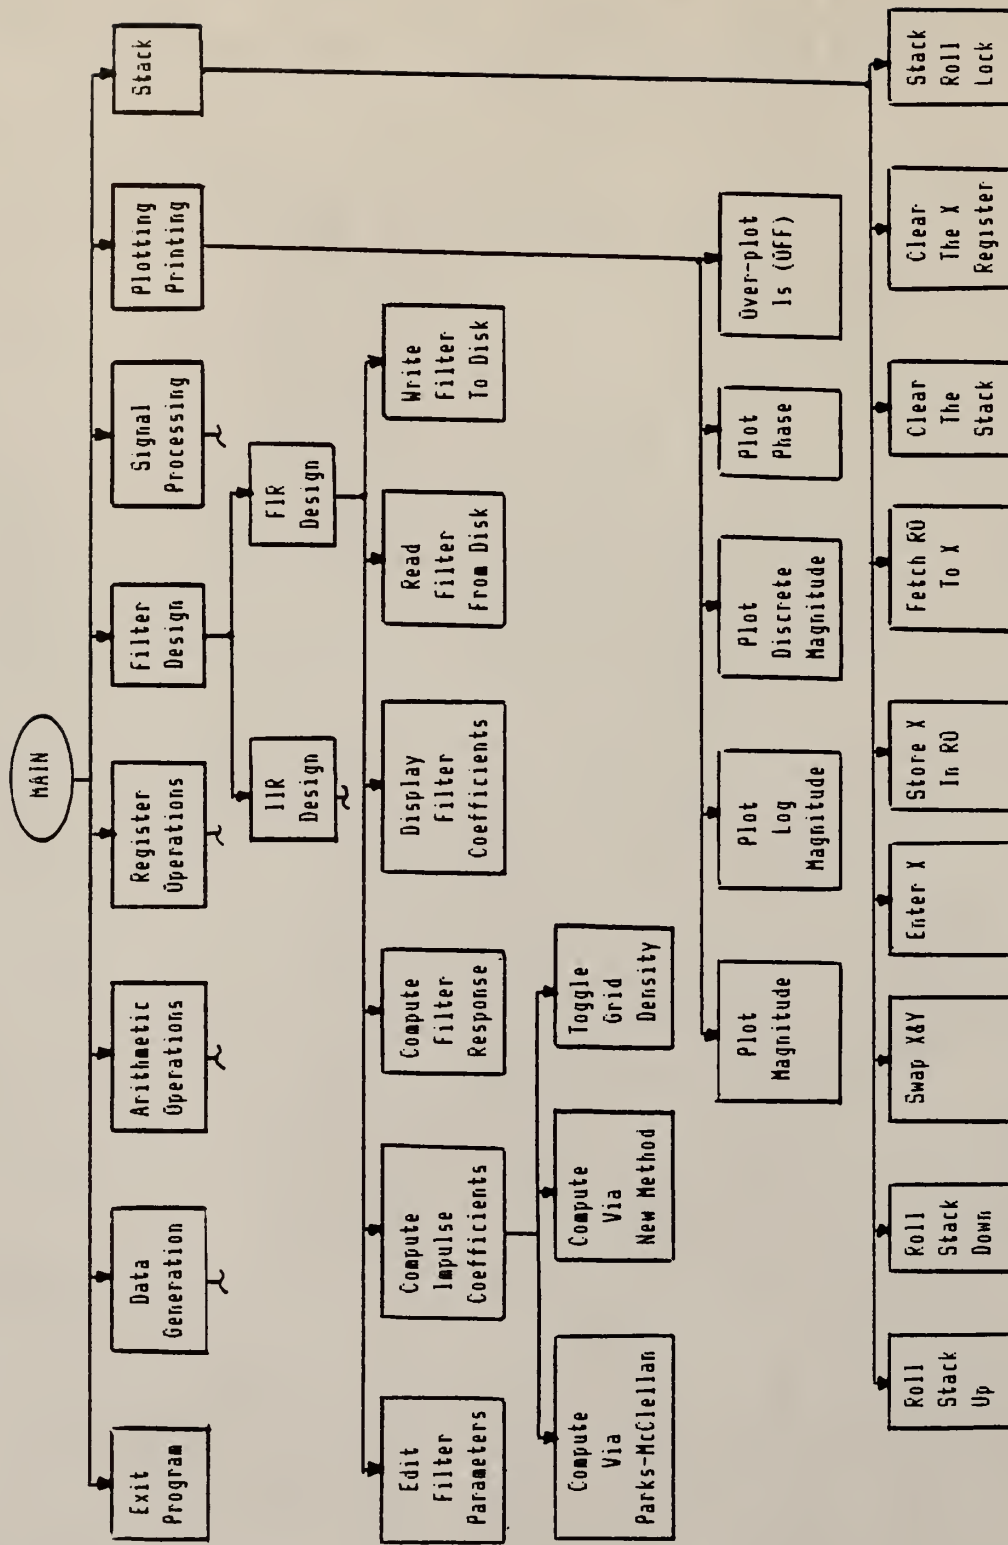 MAIN
Exit
Program
Data
Generation
Arithmetic
Operations
Register
Operations
Filter
Design
Signal
Processing
Plotting
Printing
Stack
IIR
Design
FIR
Design
Edit
Filter
Parameters
Compute
Impulse
Coefficients
Compute
Filter
Response
Display
Filter
Coefficients
Read
Filter
From Disk
Write
Filter
To Disk
Compute
Via
Parks-McClellan
Compute
Via
New Method
Toggle
Grid
Density
Plot
Magnitude
Plot
Log
Magnitude
Plot
Discrete
Magnitude
Plot
Phase
Over-plot
Is (OFF)
Roll
Stack
Up
Roll
Stack
Down
Swap X&Y
Enter X
Store X
In R0
Fetch R0
To X
Clear
The
Stack
Clear
The X
Register
Stack
Roll
Lock